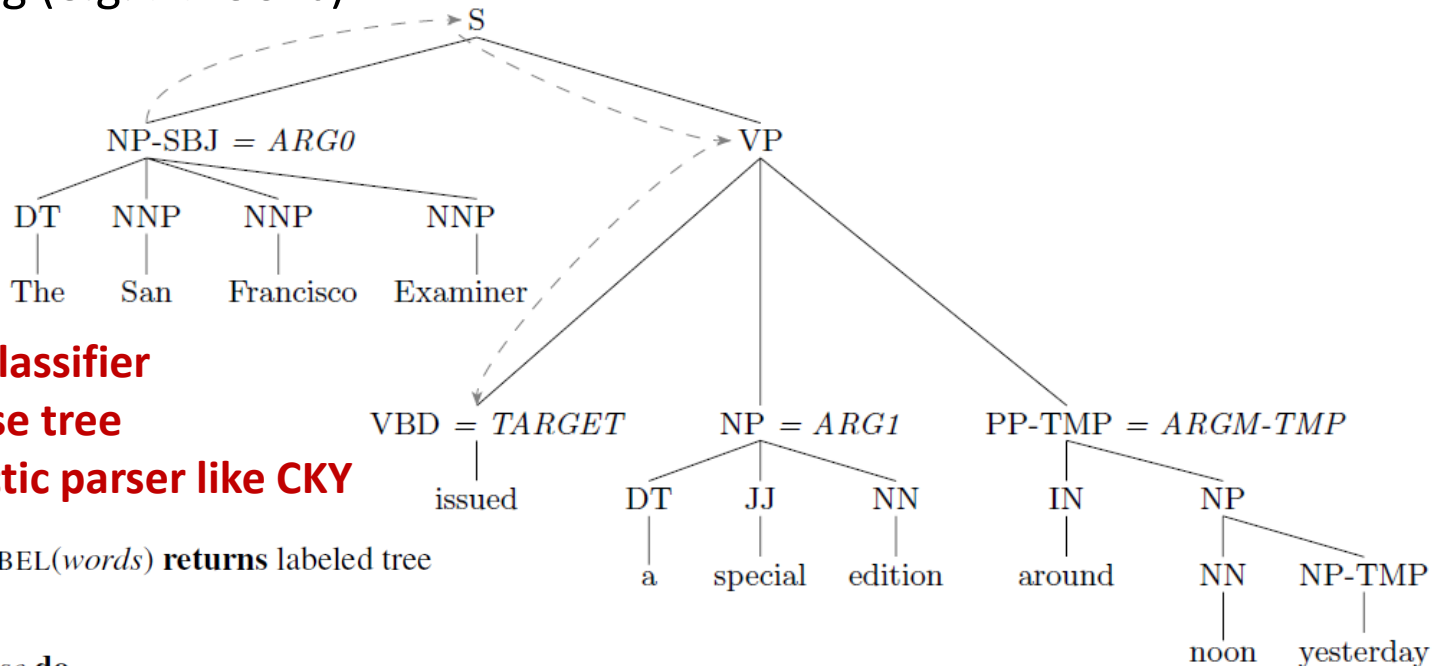 S
NP-SBJ = ARG0 VP
DT NNP NNP NNP
The San Francisco Examiner
lassifier
se tree
tic parser like CKY
VBD = TARGET NP = ARG1 PP-TMP = ARGM-TMP
issued DT JJ NN IN NP
BEL(words) returns labeled tree
a special edition around NN NP-TMP
noon yesterday
do